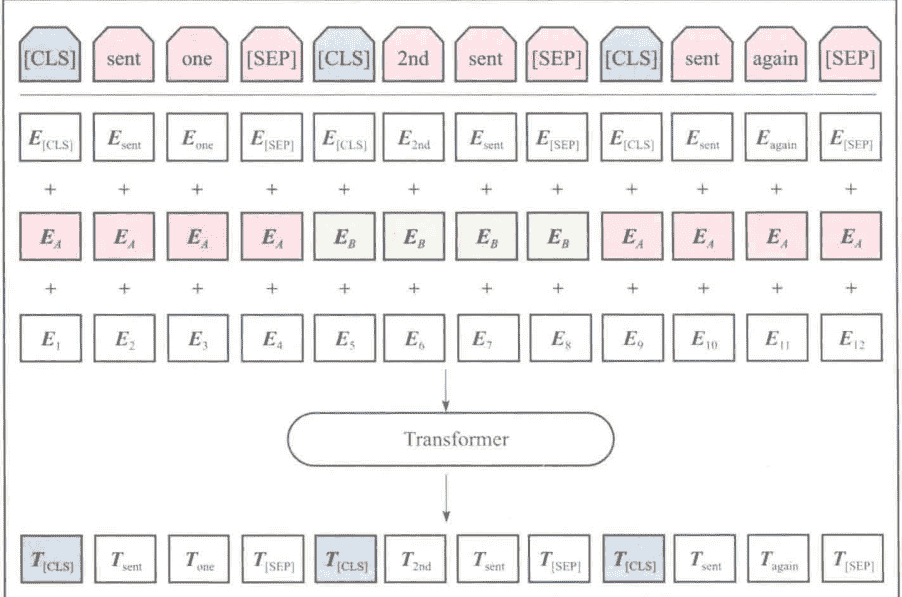 [CLS] sent one [SEP] [CLS] 2nd sent [SEP] [CLS] sent again [SEP]
E[CLS] Esent Eone E[SEP] E[CLS] E2nd Esent E[SEP] E[CLS] Esent Eagain E[SEP]
+ + + + + + + + + + + +
EA EA EA EA EB EB EB EB EA EA EA EA
+ + + + + + + + + + + +
E1 E2 E3 E4 E5 E6 E7 E8 E9 E10 E11 E12
Transformer
T[CLS] Tsent Tone T[SEP] T[CLS] T2nd Tsent T[SEP] T[CLS] Tsent Tagain T[SEP]